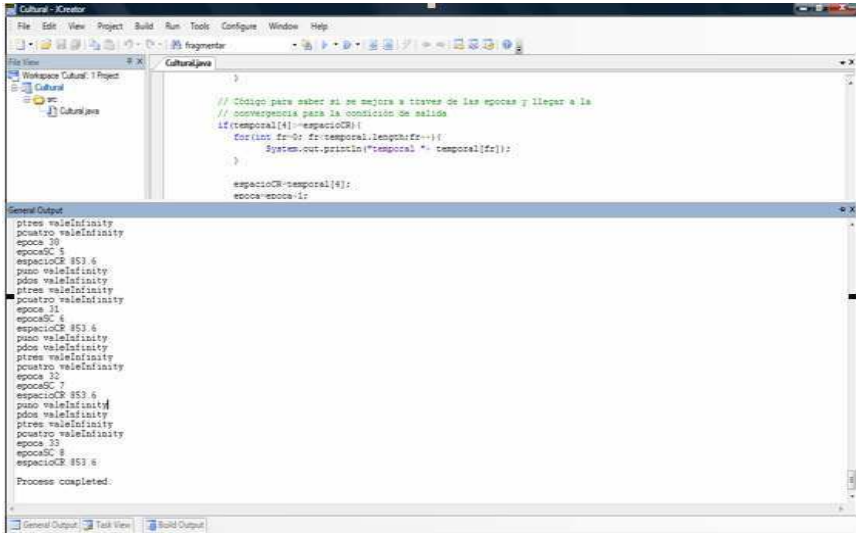 Cultural - JCreator
File Edit View Project Build Run Tools Configure Window Help
fragmentar
File View
Cultural.java
Workspace 'Cultural': 1 Project
Cultural
src
Cultural.java
}
// Código para saber si se mejora a traves de las epocas y llegar a la
// convergencia para la condición de salida
if(temporal[4] espacioCR){
for(int fr=0; fr temporal.length;fr++){
System.out.println("temporal "+ temporal[fr]);
}
espacioCR=temporal[4];
epoca=epoca+1;
General Output
ptres valeInfinity
pcuatro valeInfinity
epoca 30
epocaSC 5
espacioCR 853.6
puno valeInfinity
pdos valeInfinity
ptres valeInfinity
pcuatro valeInfinity
epoca 31
epocaSC 6
espacioCR 853.6
puno valeInfinity
pdos valeInfinity
ptres valeInfinity
pcuatro valeInfinity
epoca 32
epocaSC 7
espacioCR 853.6
puno valeInfinity
pdos valeInfinity
ptres valeInfinity
pcuatro valeInfinity
epoca 33
epocaSC 8
espacioCR 853.6
Process completed.
General Output Task View Build Output